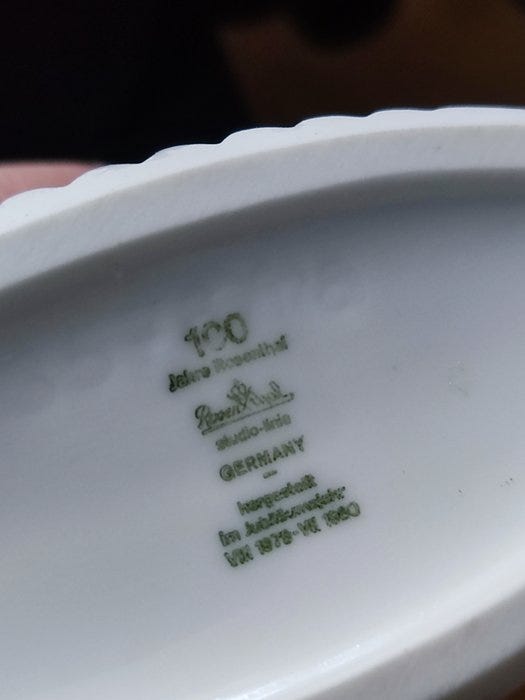 100
Jahre Rosenthal
Rosenthal
studio-linie
GERMANY
hergestellt
im Jubiläumsjahr
VIII 1979-VII 1980